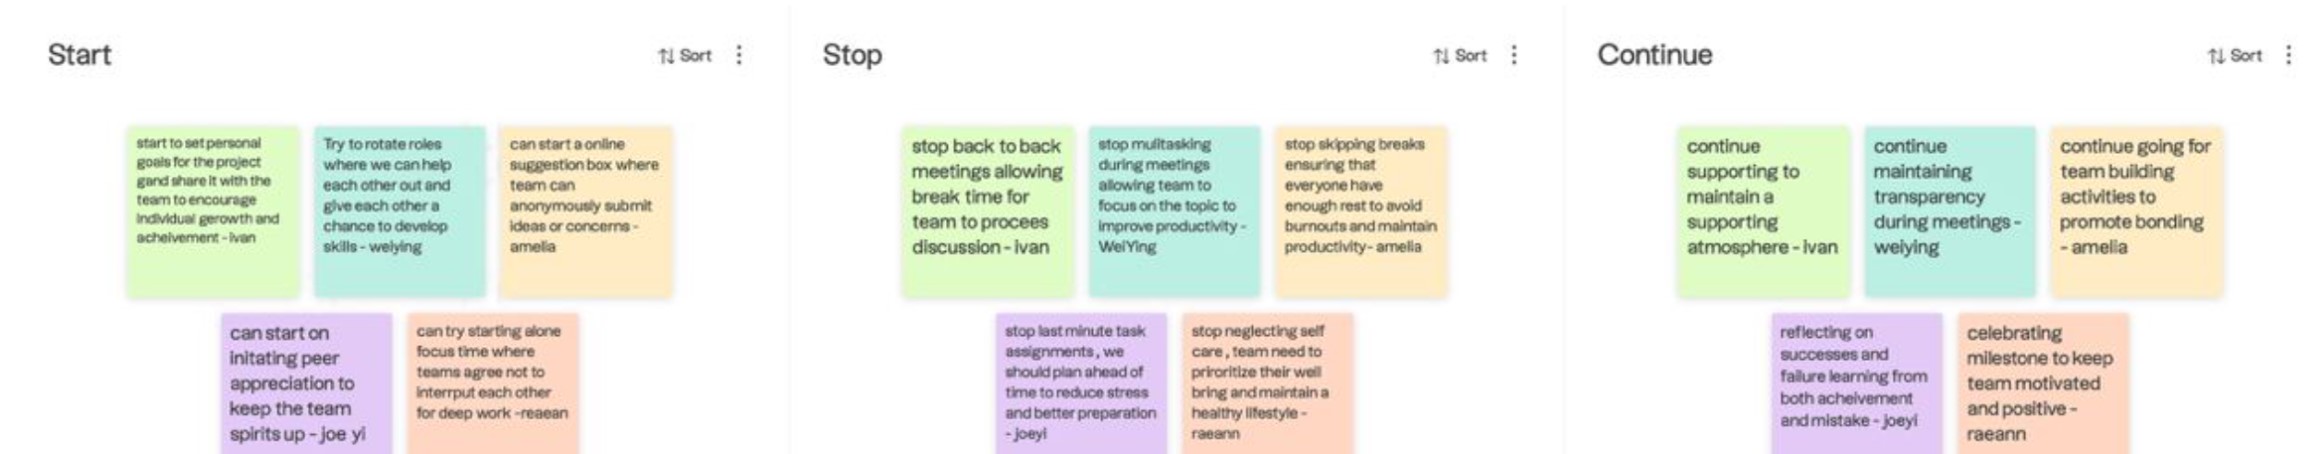 Start
Sort
start to set personal
goals for the project
gand share it with the
team to encourage
individual gerowth and
acheivement - ivan
Try to rotate roles
where we can help
each other out and
give each other a
chance to develop
skills - weiying
can start a online
suggestion box where
team can
anonymously submit
ideas or concerns -
amelia
can start on
initating peer
appreciation to
keep the team
spirits up - joe yi
can try starting alone
focus time where
teams agree not to
interrput each other
for deep work -reaean
Stop
Sort
stop back to back
meetings allowing
break time for
team to procees
discussion - ivan
stop mulitasking
during meetings
allowing team to
focus on the topic to
improve productivity -
WeiYing
stop skipping breaks
ensuring that
everyone have
enough rest to avoid
burnouts and maintain
productivity- amelia
stop last minute task
assignments , we
should plan ahead of
time to reduce stress
and better preparation
- joeyi
stop neglecting self
care , team need to
priroritize their well
bring and maintain a
healthy lifestyle -
raeann
Continue
Sort
continue
supporting to
maintain a
supporting
atmosphere - ivan
continue
maintaining
transparency
during meetings -
weiying
continue going for
team building
activities to
promote bonding
- amelia
reflecting on
successes and
failure learning from
both acheivement
and mistake - joeyi
celebrating
milestone to keep
team motivated
and positive -
raeann